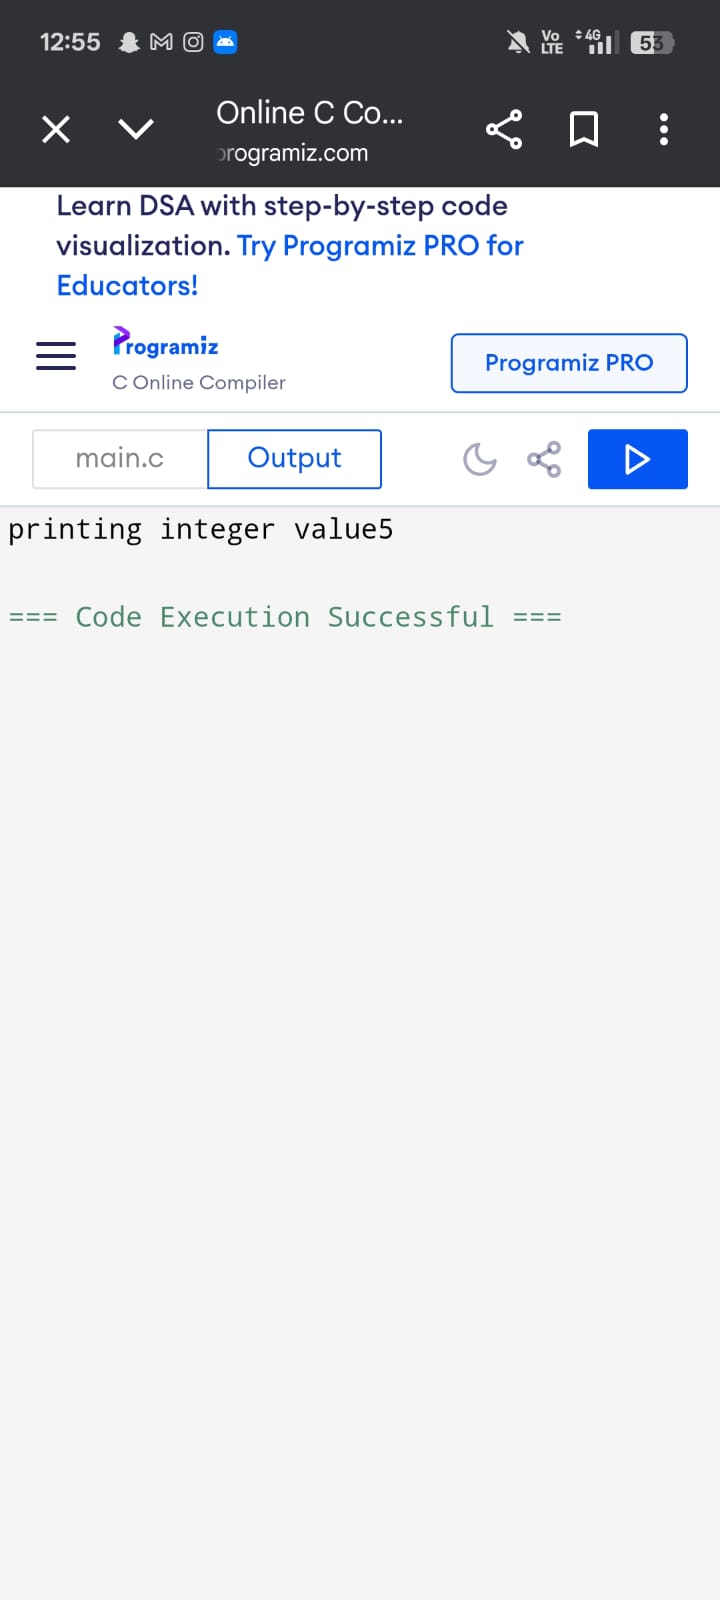 12:55 Vo LTE 4G 53
Online C Co...
programiz.com
Learn DSA with step-by-step code
visualization. Try Programiz PRO for
Educators!
Programiz
C Online Compiler
Programiz PRO
main.c
Output
printing integer value5
=== Code Execution Successful ===